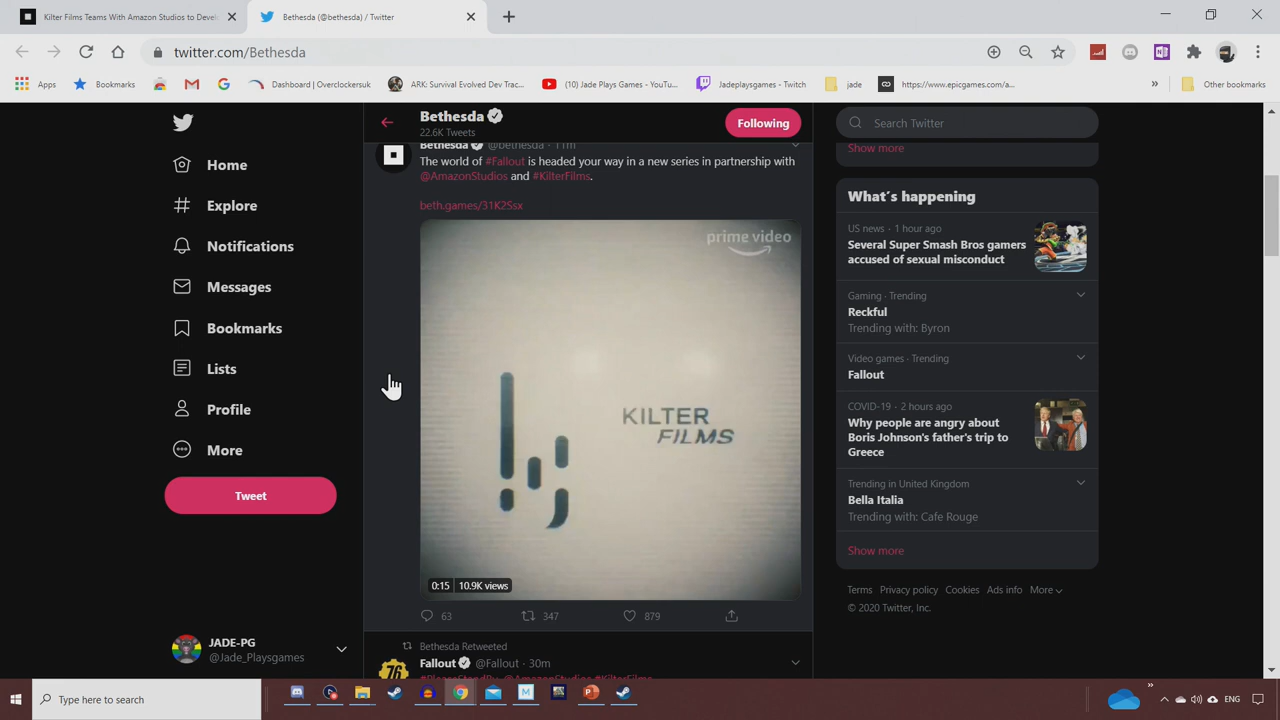 Kilter Films Teams With Amazon Studios to Devel
Bethesda (@bethesda) / Twitter
twitter.com/Bethesda
Apps
Bookmarks
Dashboard | Overclockersuk
ARK: Survival Evolved Dev Trac...
(10) Jade Plays Games - YouTu...
Jadeplaysgames - Twitch
jade
https://www.epicgames.com/a...
»
Other bookmarks
Home
Explore
Notifications
Messages
Bookmarks
Lists
Profile
More
Tweet
JADE-PG
@Jade_Playsgames
Bethesda
22.6K Tweets
Following
Bethesda @bethesda · 11m
The world of #Fallout is headed your way in a new series in partnership with
@AmazonStudios and #KilterFilms.
beth.games/31K2Ssx
prime video
KILTER
FILMS
0:15 10.9K views
63 347 879
Bethesda Retweeted
76
Fallout @Fallout · 30m
#PleaseStandBy @AmazonStudios #KilterFilms
Search Twitter
Show more
What's happening
US news · 1 hour ago
Several Super Smash Bros gamers
accused of sexual misconduct
Gaming · Trending
Reckful
Trending with: Byron
Video games · Trending
Fallout
COVID-19 · 2 hours ago
Why people are angry about
Boris Johnson's father's trip to
Greece
Trending in United Kingdom
Bella Italia
Trending with: Cafe Rouge
Show more
Terms Privacy policy Cookies Ads info More
© 2020 Twitter, Inc.
Type here to search
»
ENG